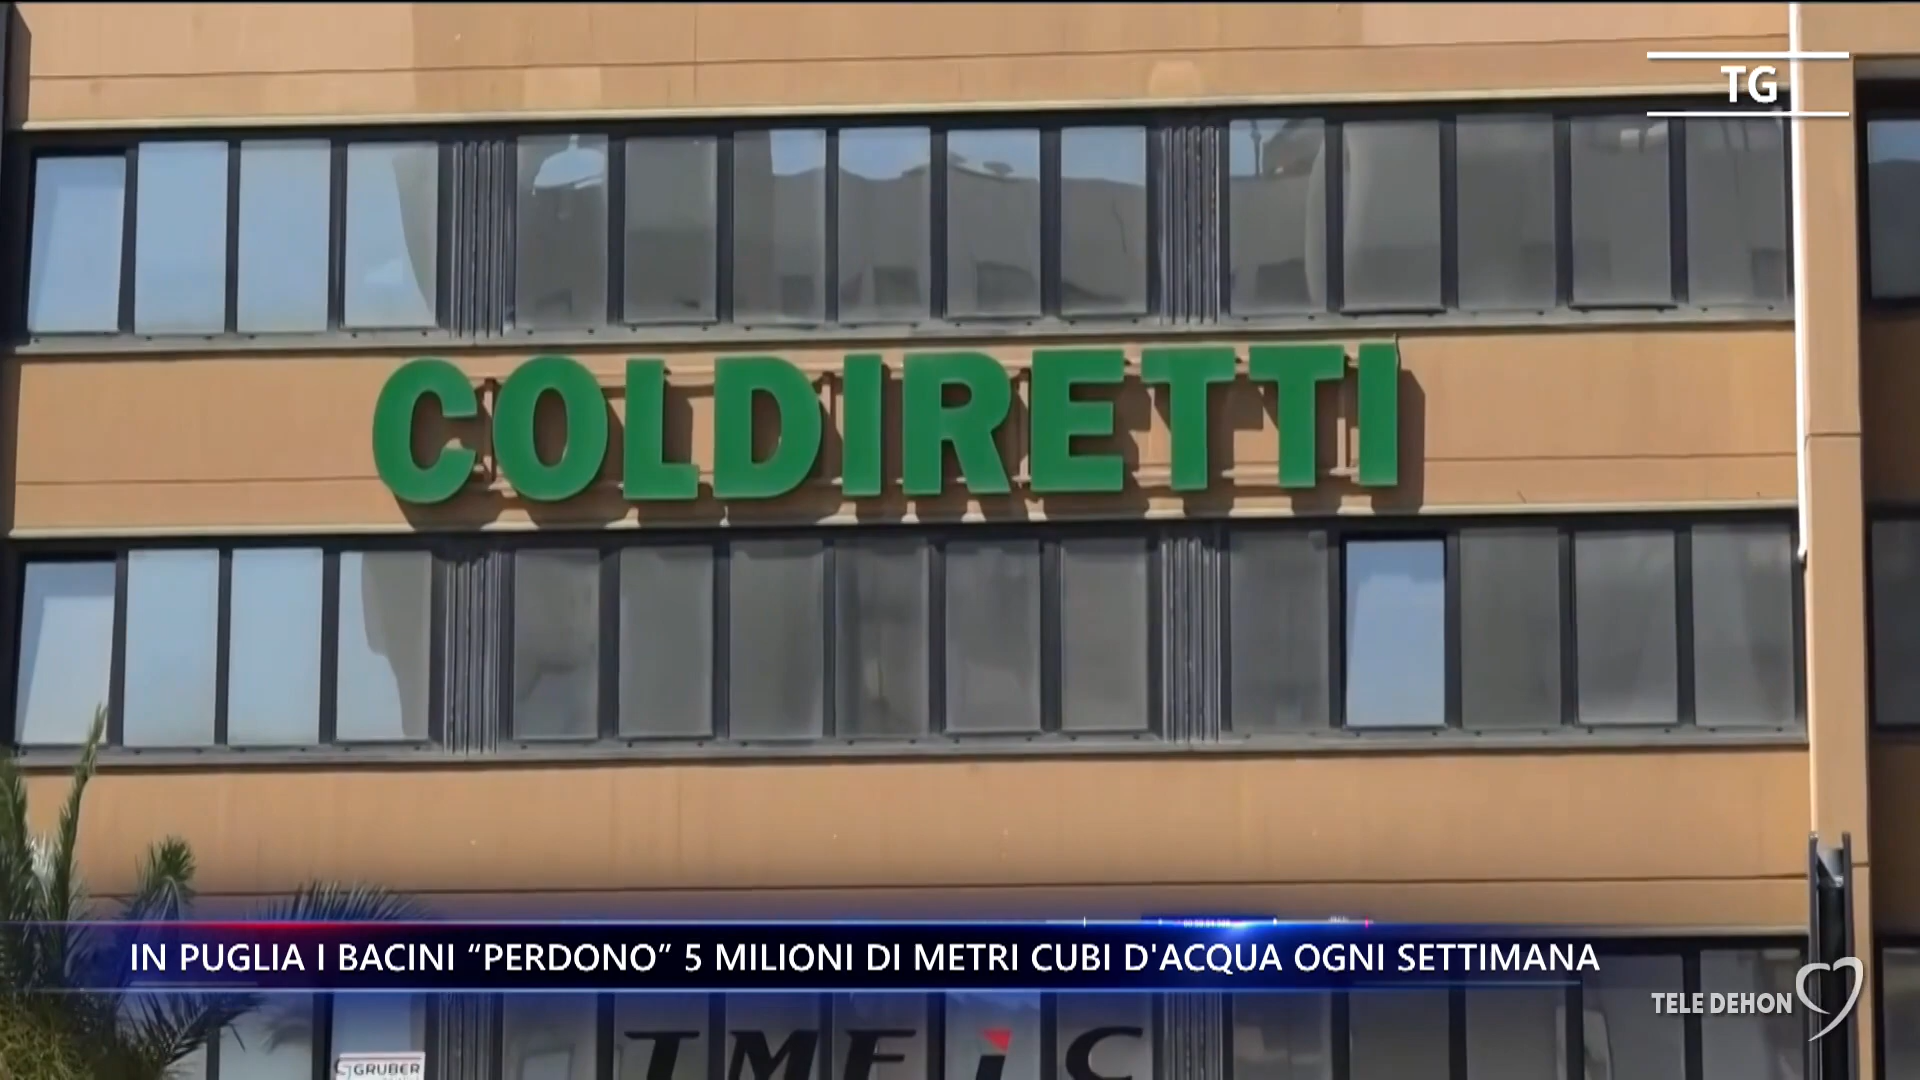 TG
COLDIRETTI
IN PUGLIA I BACINI “PERDONO” 5 MILIONI DI METRI CUBI D'ACQUA OGNI SETTIMANA
TELE DEHON
GRUBER